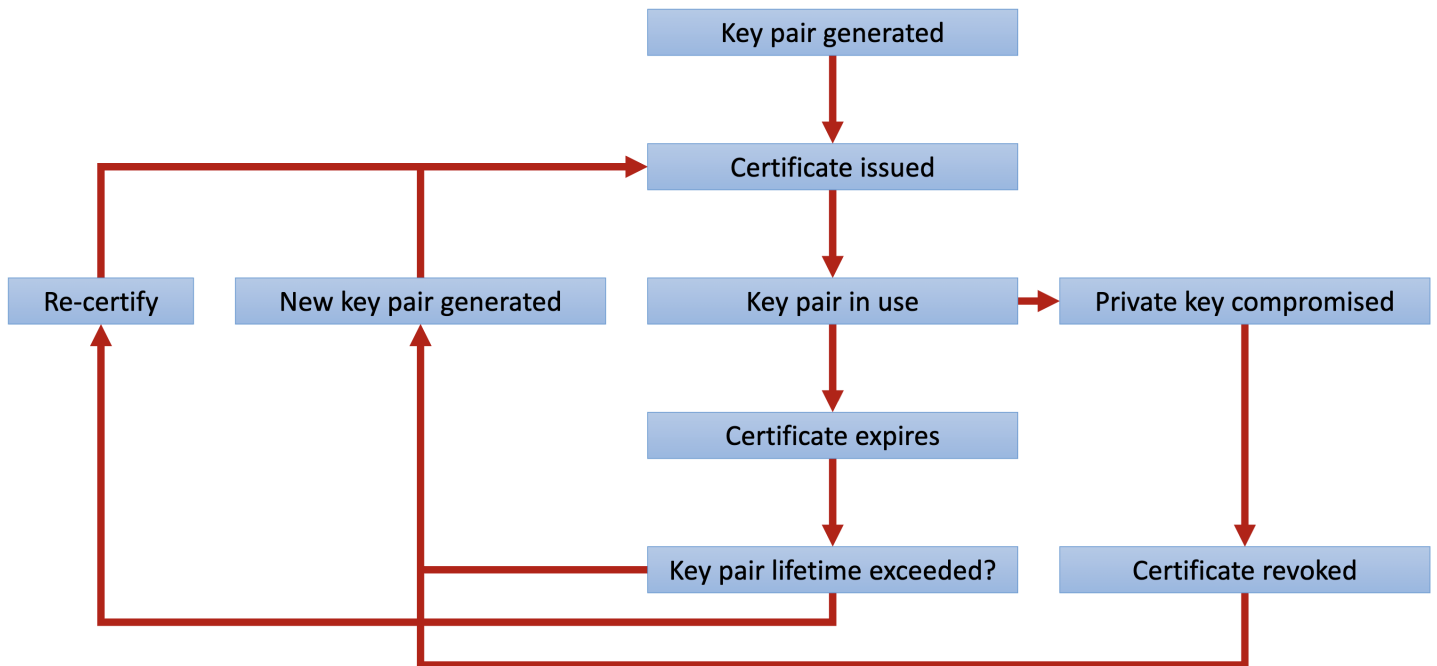 Key pair generated
Certificate issued
Re-certify
New key pair generated
Key pair in use
Private key compromised
Certificate expires
Key pair lifetime exceeded?
Certificate revoked